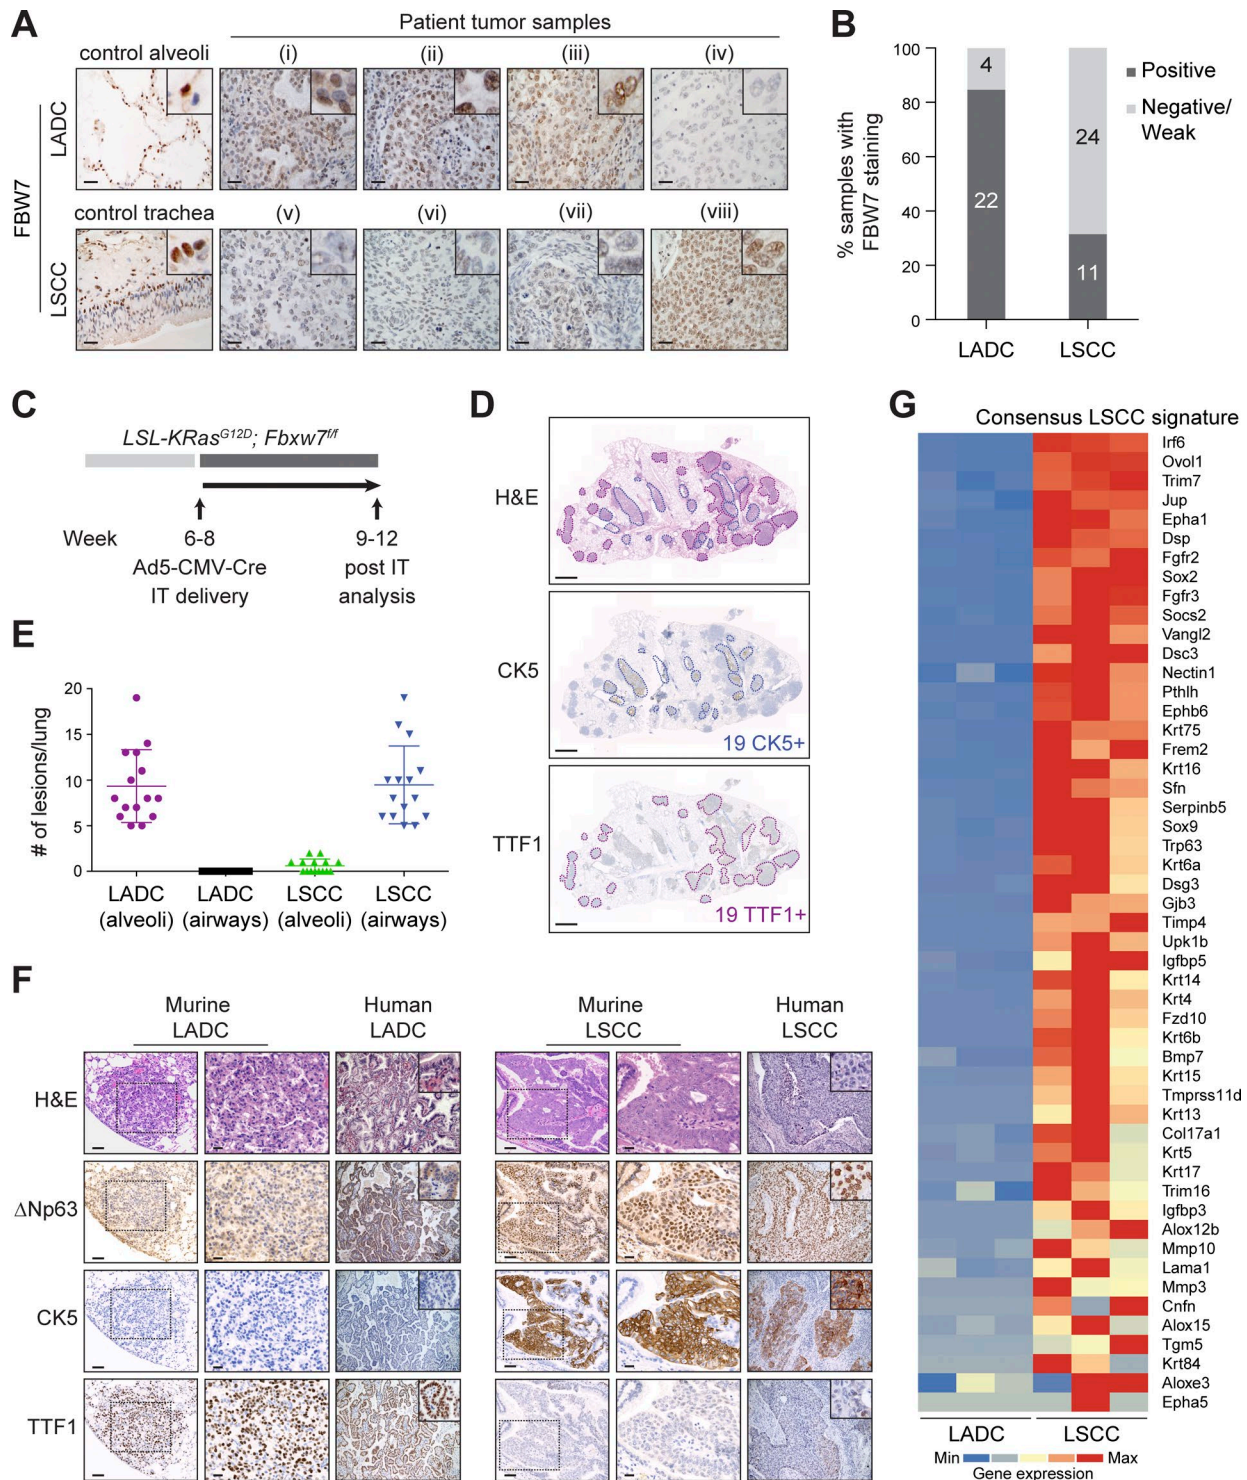 A
Patient tumor samples
control alveoli
(i)
(ii)
(iii)
(iv)
FBW7
LADC
control trachea
(v)
(vi)
(vii)
(viii)
LSCC
B
% samples with
FBW7 staining
100
80
60
40
20
0
4
22
24
11
LADC
LSCC
Positive
Negative/
Weak
C
LSL-KRasG12D; Fbxw7f/f
Week
6-8
9-12
Ad5-CMV-Cre
IT delivery
post IT
analysis
D
H&E
CK5
19 CK5+
TTF1
19 TTF1+
E
# of lesions/lung
20
15
10
5
0
LADC
(alveoli)
LADC
(airways)
LSCC
(alveoli)
LSCC
(airways)
F
Murine
LADC
Human
LADC
Murine
LSCC
Human
LSCC
H&E
ΔNp63
CK5
TTF1
G
Consensus LSCC signature
Irf6
Ovol1
Trim7
Jup
Epha1
Dsp
Fgfr2
Sox2
Fgfr3
Socs2
Vangl2
Dsc3
Nectin1
Pthlh
Ephb6
Krt75
Frem2
Krt16
Sfn
Serpinb5
Sox9
Trp63
Krt6a
Dsg3
Gjb3
Timp4
Upk1b
Igfbp5
Krt14
Krt4
Fzd10
Krt6b
Bmp7
Krt15
Tmprss11d
Krt13
Col17a1
Krt5
Krt17
Trim16
Igfbp3
Alox12b
Mmp10
Lama1
Mmp3
Cnfn
Alox15
Tgm5
Krt84
Aloxe3
Epha5
LADC
LSCC
Min
Max
Gene expression